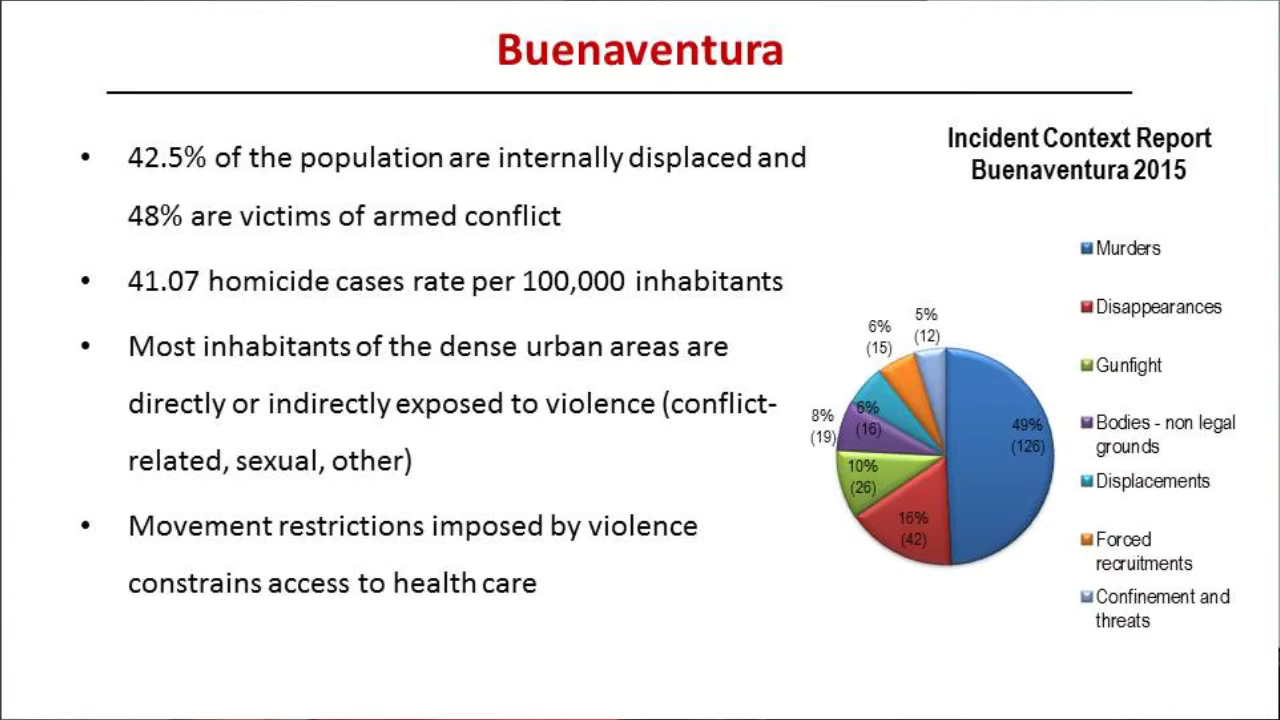 Buenaventura
• 42.5% of the population are internally displaced and
48% are victims of armed conflict
• 41.07 homicide cases rate per 100,000 inhabitants
• Most inhabitants of the dense urban areas are
directly or indirectly exposed to violence (conflict-
related, sexual, other)
• Movement restrictions imposed by violence
constrains access to health care
Incident Context Report
Buenaventura 2015
49%
(126)
16%
(42)
10%
(26)
8%
(19)
6%
(16)
6%
(15)
5%
(12)
Murders
Disappearances
Gunfight
Bodies - non legal
grounds
Displacements
Forced
recruitments
Confinement and
threats